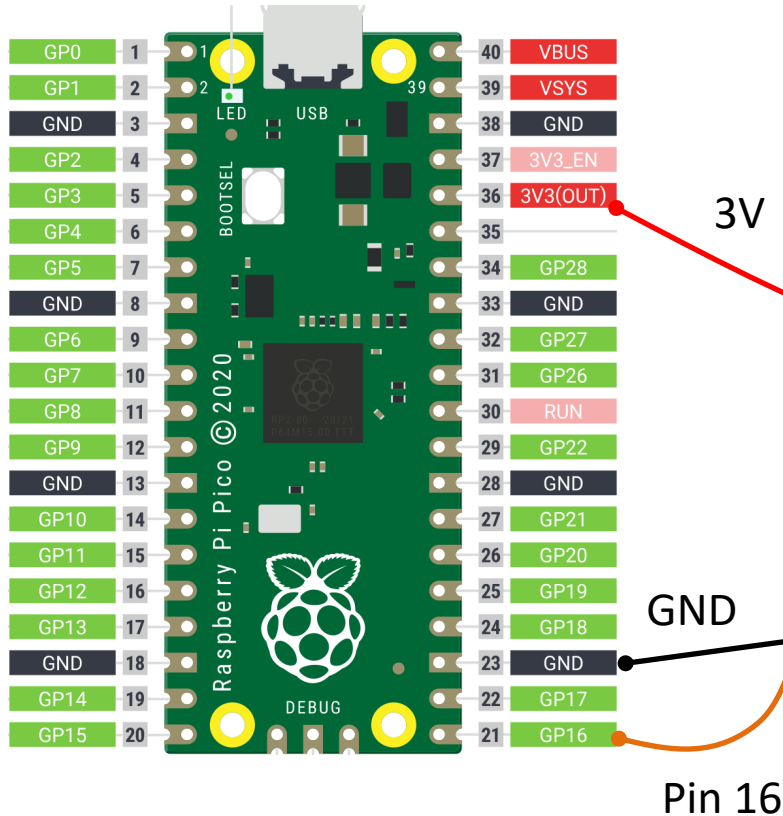 GP0 1 1 40 VBUS
GP1 2 2 39 39 VSYS
LED USB
GND 3 38 GND
GP2 4 37 3V3_EN
BOOTSEL
GP3 5 36 3V3(OUT)
3V
GP4 6 35
GP5 7 34 GP28
GND 8 33 GND
GP6 9 32 GP27
GP7 10 31 GP26
GP8 11 30 RUN
GP9 12 29 GP22
GND 13 28 GND
GP10 14 27 GP21
GP11 15 26 GP20
GP12 16 25 GP19
GND
GP13 17 24 GP18
GND 18 23 GND
Raspberry Pi Pico ©2020
GP14 19 22 GP17
DEBUG
GP15 20 21 GP16
Pin 16